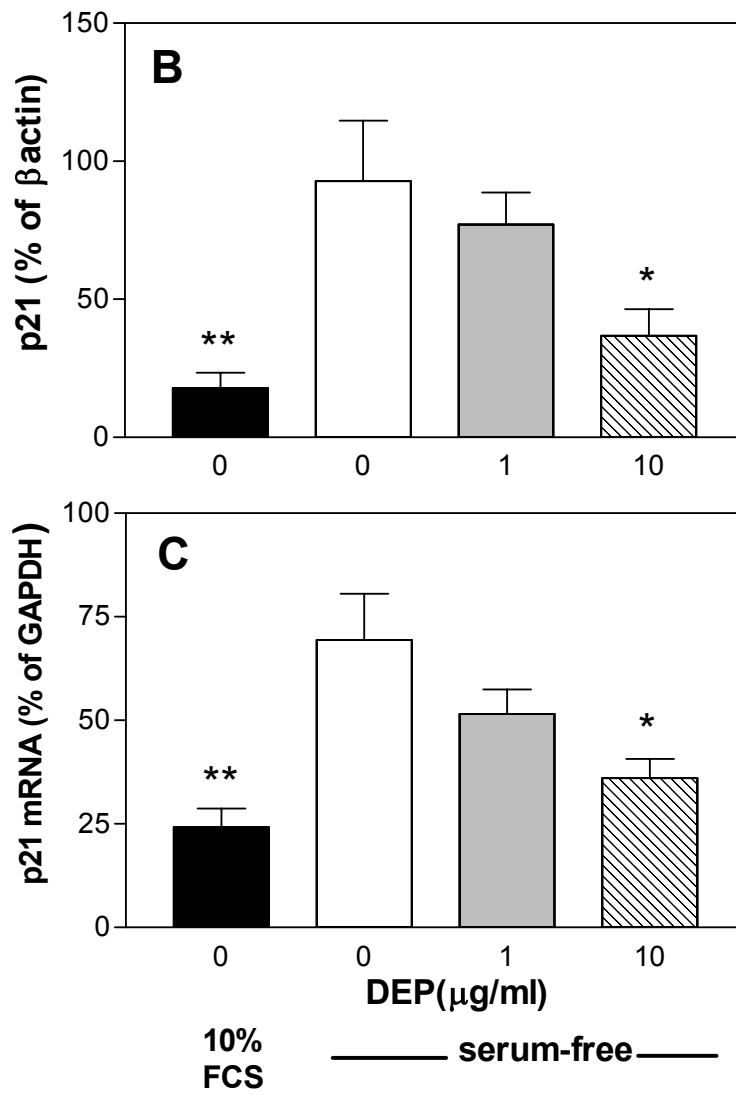 150
B
100
50
0
p21 (% of βactin)
**
*
0 0 1 10
100
C
75
50
25
0
p21 mRNA (% of GAPDH)
**
*
0 0 1 10
DEP(μg/ml)
10%
FCS
serum-free